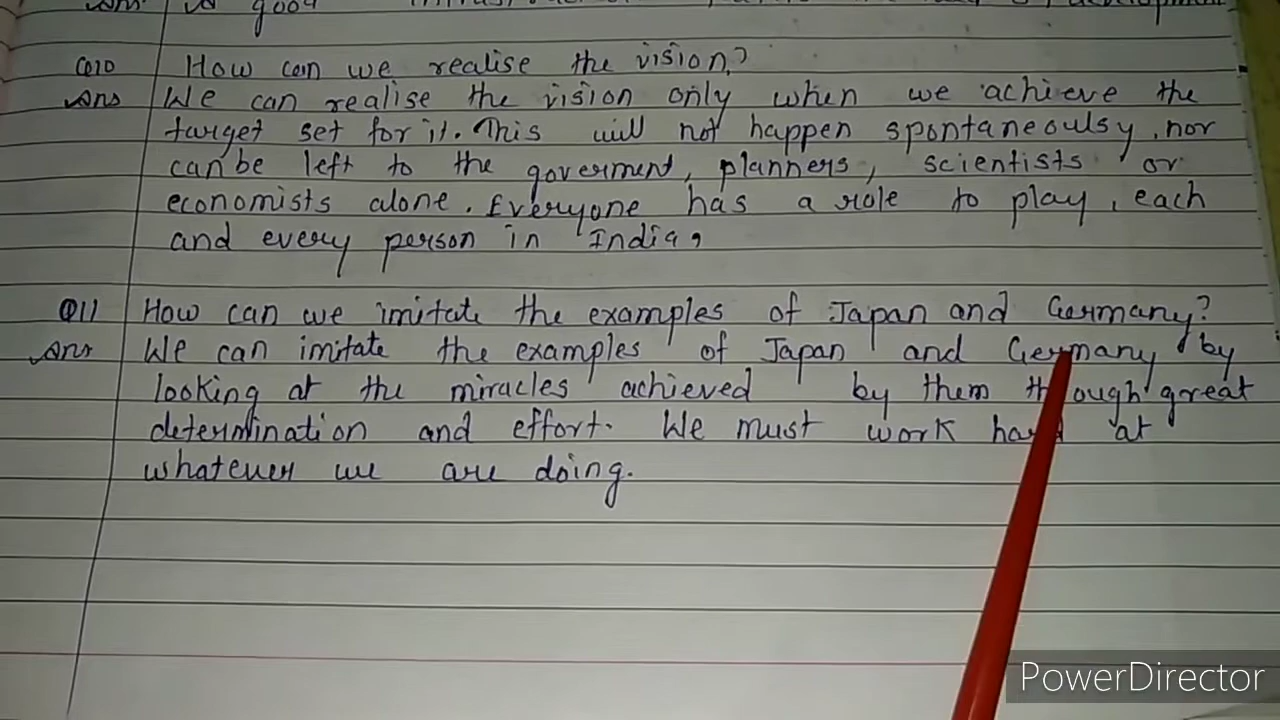 is good
Q10 How can we realise the vision?
Ans We can realise the vision only when we achieve the
target set for it. This will not happen spontaneoulsy, nor
can be left to the goverment, planners, scientists or
economists alone. Everyone has a role to play, each
and every person in India,
Q11 How can we imitate the examples of Japan and Germany?
Ans We can imitate the examples of Japan and Germany by
looking at the miracles achieved by them through great
determination and effort. We must work hard at
whatever we are doing.
PowerDirector